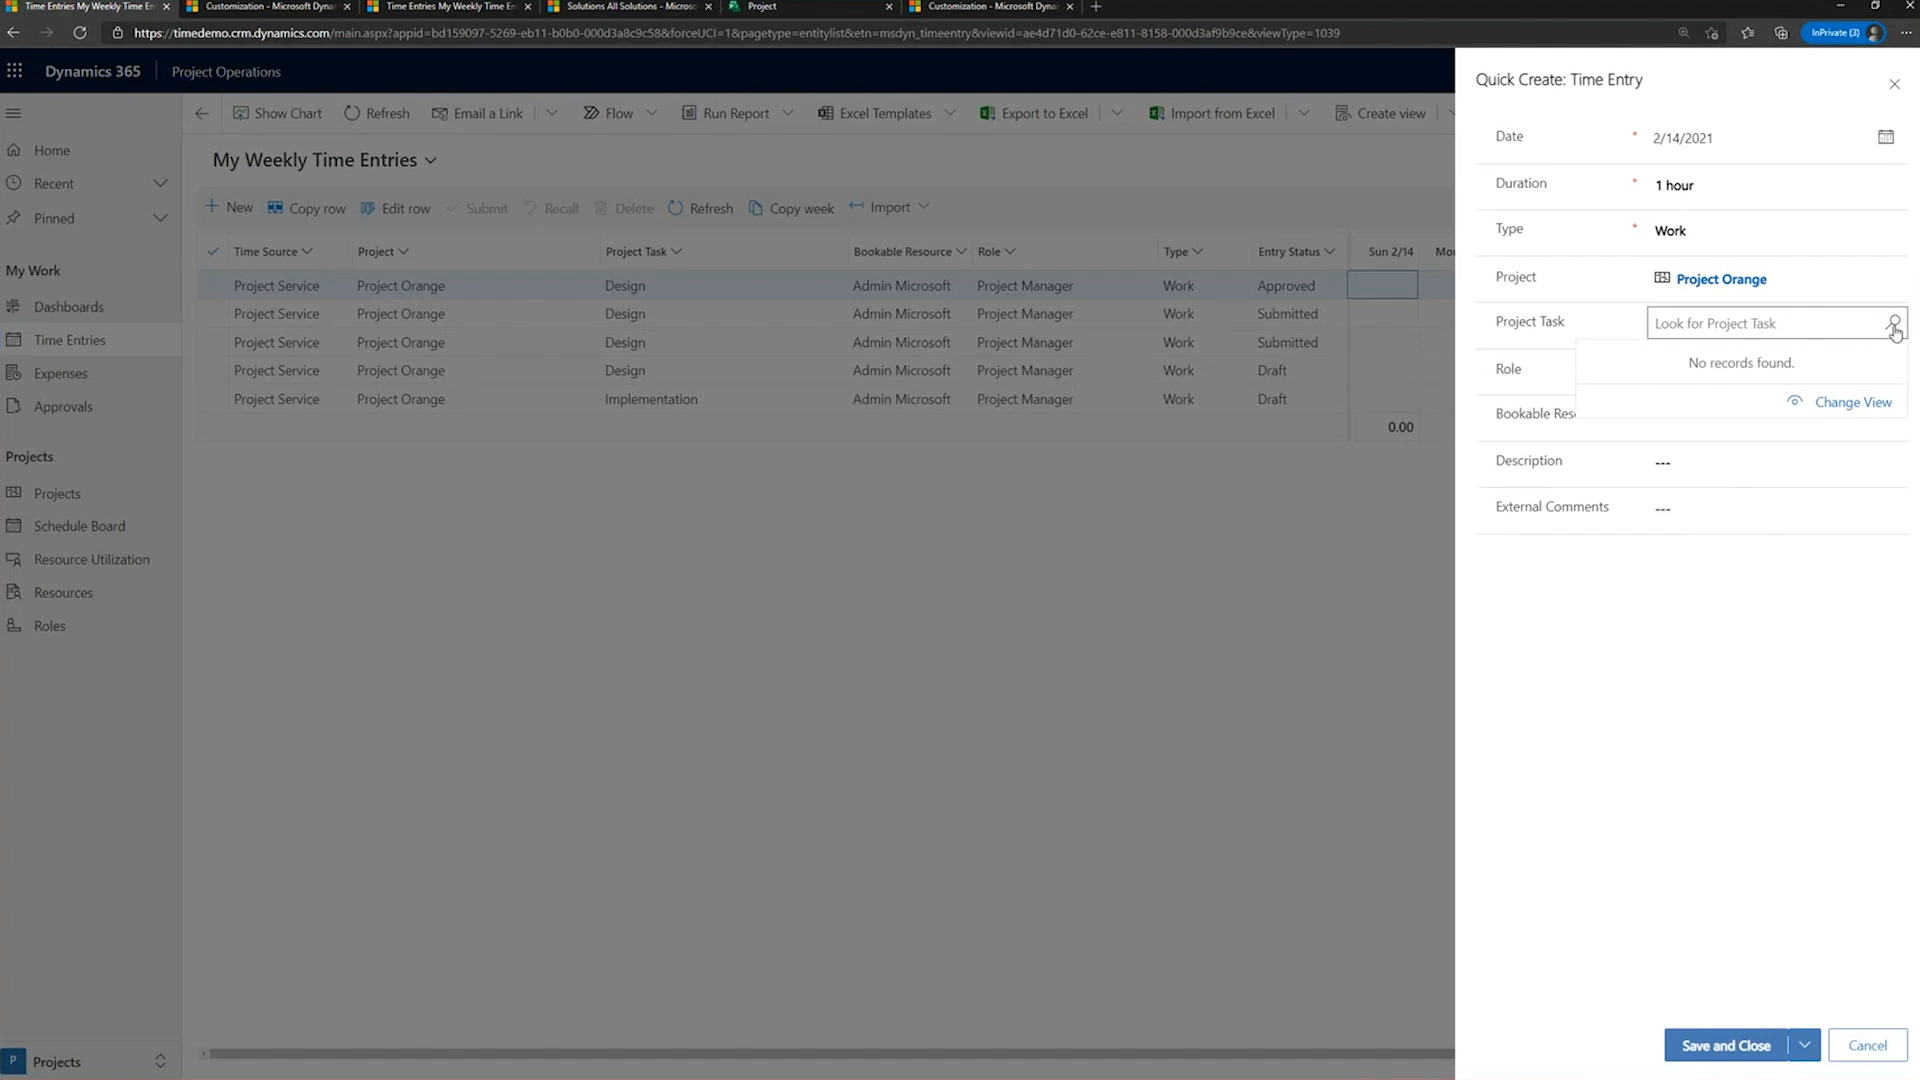 Time Entries My Weekly Time En
Customization - Microsoft Dyna
Time Entries My Weekly Time En
Solutions All Solutions - Micros
Project
Customization - Microsoft Dyna
https://timedemo.crm.dynamics.com/main.aspx?appid=bd159097-5269-eb11-b0b0-000d3a8c9c58&forceUCI=1&pagetype=entitylist&etn=msdyn_timeentry&viewid=ae4d71d0-62ce-e811-8158-000d3af9b9ce&viewType=1039
InPrivate (3)
Dynamics 365
Project Operations
Show Chart
Refresh
Email a Link
Flow
Run Report
Excel Templates
Export to Excel
Import from Excel
Create view
Home
Recent
Pinned
My Work
Dashboards
Time Entries
Expenses
Approvals
Projects
Projects
Schedule Board
Resource Utilization
Resources
Roles
P Projects
My Weekly Time Entries
New Copy row Edit row Submit Recall Delete Refresh Copy week Import
Time Source Project Project Task Bookable Resource Role Type Entry Status Sun 2/14 Mon
Project Service Project Orange Design Admin Microsoft Project Manager Work Approved
Project Service Project Orange Design Admin Microsoft Project Manager Work Submitted
Project Service Project Orange Design Admin Microsoft Project Manager Work Submitted
Project Service Project Orange Design Admin Microsoft Project Manager Work Draft
Project Service Project Orange Implementation Admin Microsoft Project Manager Work Draft
0.00
Quick Create: Time Entry
Date * 2/14/2021
Duration * 1 hour
Type * Work
Project Project Orange
Project Task Look for Project Task
No records found.
Role
Change View
Bookable Res
Description ---
External Comments ---
Save and Close
Cancel